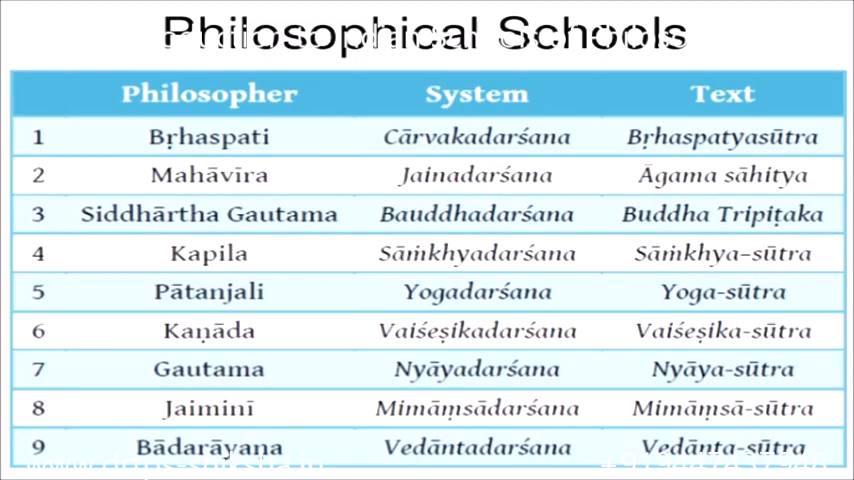 Philosophical Schools
Philosopher System Text
1 Bṛhaspati Cārvakadarśana Bṛhaspatyasūtra
2 Mahāvīra Jainadarśana Āgama sāhitya
3 Siddhārtha Gautama Bauddhadarśana Buddha Tripiṭaka
4 Kapila Sāṁkhyadarśana Sāṁkhya-sūtra
5 Pātanjali Yogadarśana Yoga-sūtra
6 Kaṇāda Vaiśeṣikadarśana Vaiśeṣika-sūtra
7 Gautama Nyāyadarśana Nyāya-sūtra
8 Jaiminī Mimāṃsādarśana Mimāṃsā-sūtra
9 Bādarāyaṇa Vedāntadarśana Vedānta-sūtra